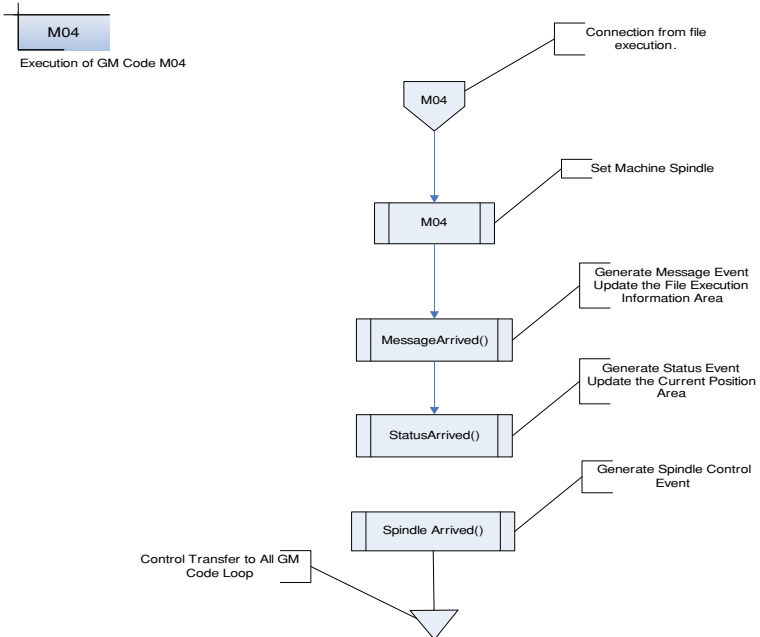 M04
Execution of GM Code M04
Connection from file
execution.
M04
Set Machine Spindle
M04
Generate Message Event
Update the File Execution
Information Area
MessageArrived()
Generate Status Event
Update the Current Position
Area
StatusArrived()
Generate Spindle Control
Event
Spindle Arrived()
Control Transfer to All GM
Code Loop